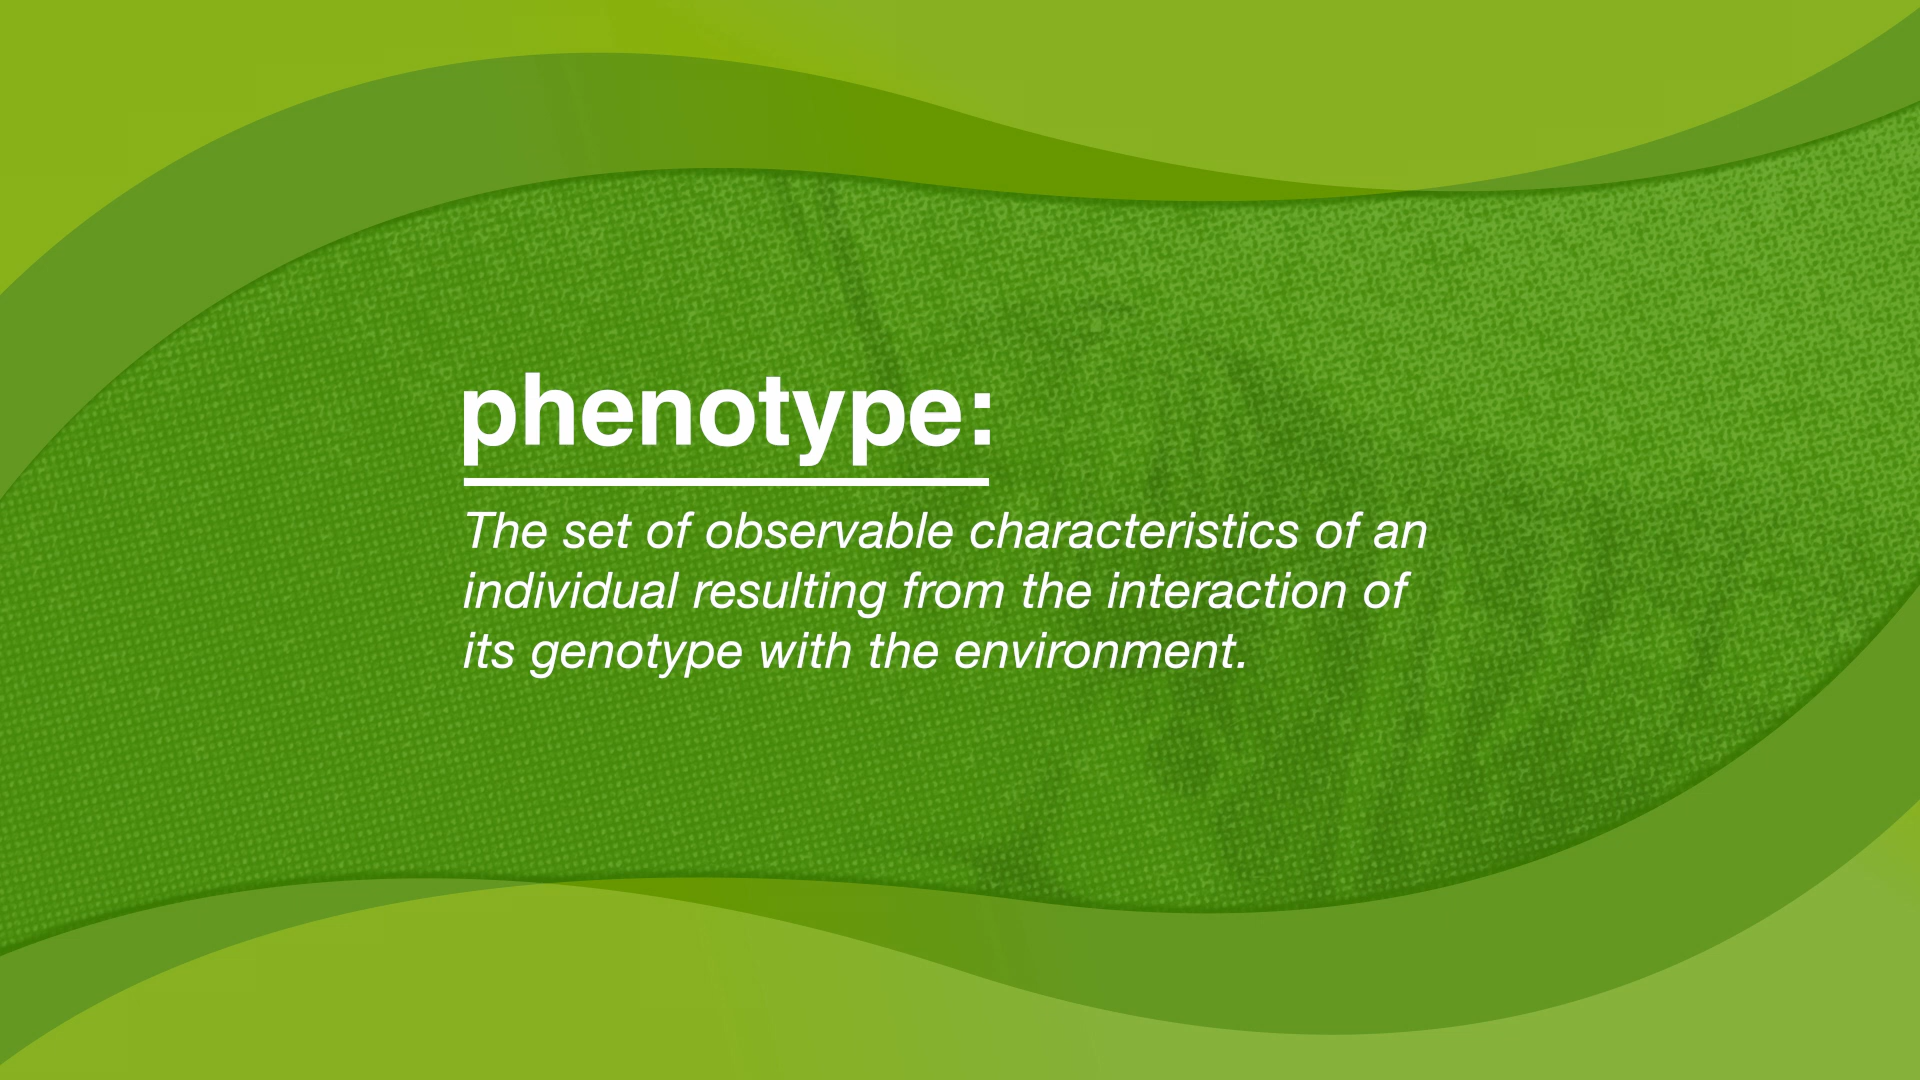 phenotype:
The set of observable characteristics of an
individual resulting from the interaction of
its genotype with the environment.